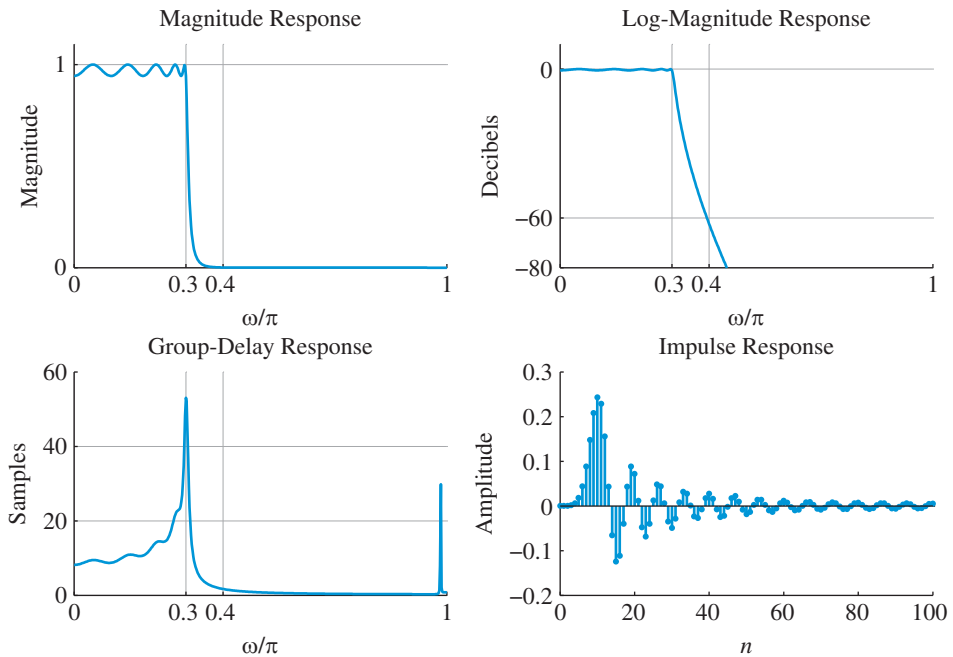 Magnitude Response
Magnitude
1
0
0
0.3
0.4
1
ω/π
Log-Magnitude Response
Decibels
0
−60
−80
0
0.3
0.4
1
ω/π
Group-Delay Response
Samples
60
40
20
0
0
0.3
0.4
1
ω/π
Impulse Response
Amplitude
0.3
0.2
0.1
0
−0.1
−0.2
0
20
40
60
80
100
n